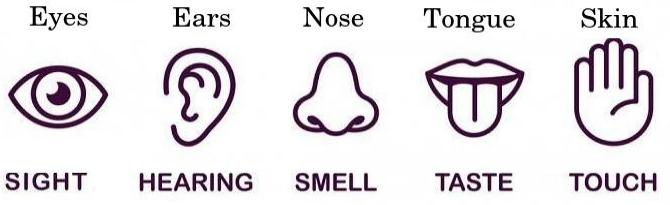 Eyes Ears Nose Tongue Skin
SIGHT HEARING SMELL TASTE TOUCH